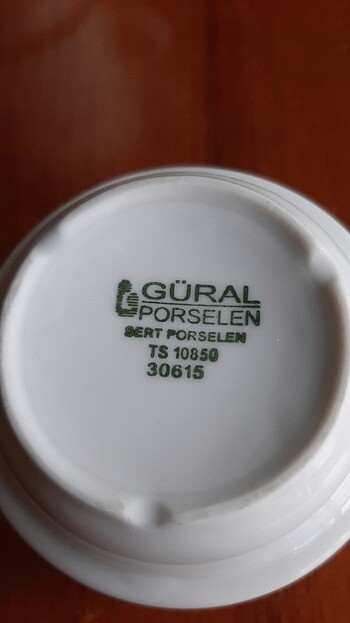 GÜRAL
PORSELEN
SERT PORSELEN
TS 10850
30615